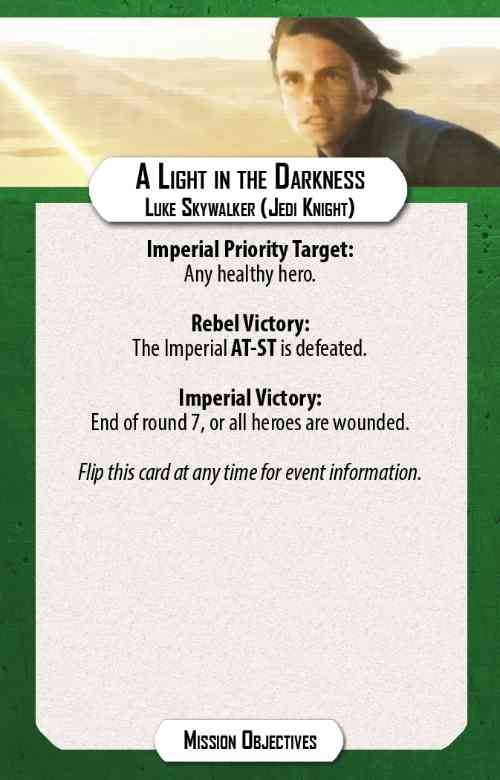 A Light in the Darkness
Luke Skywalker (Jedi Knight)
Imperial Priority Target:
Any healthy hero.
Rebel Victory:
The Imperial AT-ST is defeated.
Imperial Victory:
End of round 7, or all heroes are wounded.
Flip this card at any time for event information.
Mission Objectives